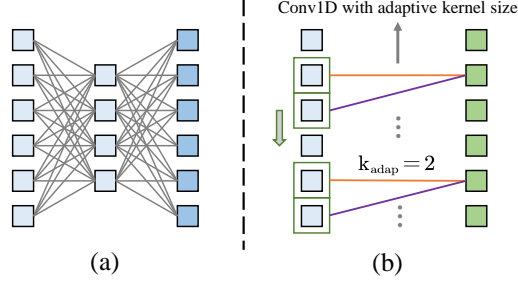 Conv1D with adaptive kernel size
k_adap = 2
(a)
(b)